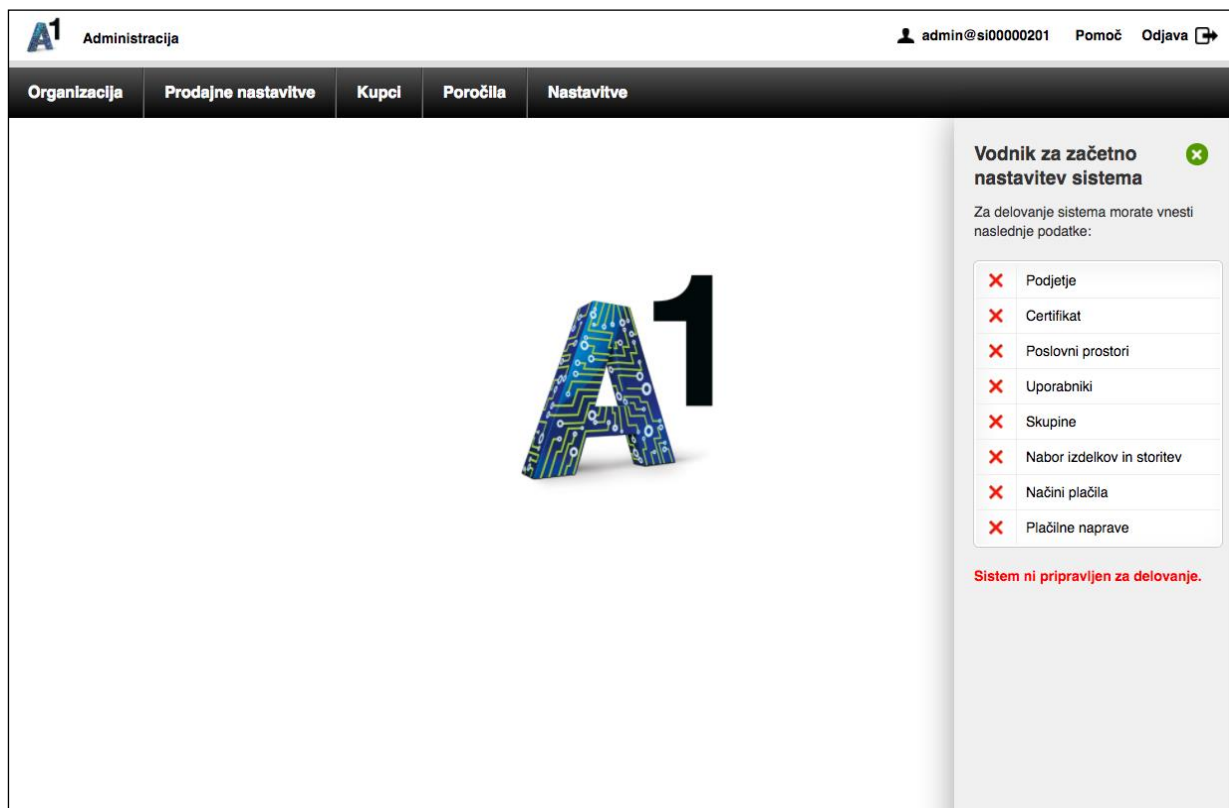 A1 Administracija
admin@si00000201 Pomoč Odjava
Organizacija Prodajne nastavitve Kupci Poročila Nastavitve
A1
Vodnik za začetno
nastavitev sistema
Za delovanje sistema morate vnesti
naslednje podatke:
Podjetje
Certifikat
Poslovni prostori
Uporabniki
Skupine
Nabor izdelkov in storitev
Načini plačila
Plačilne naprave
Sistem ni pripravljen za delovanje.